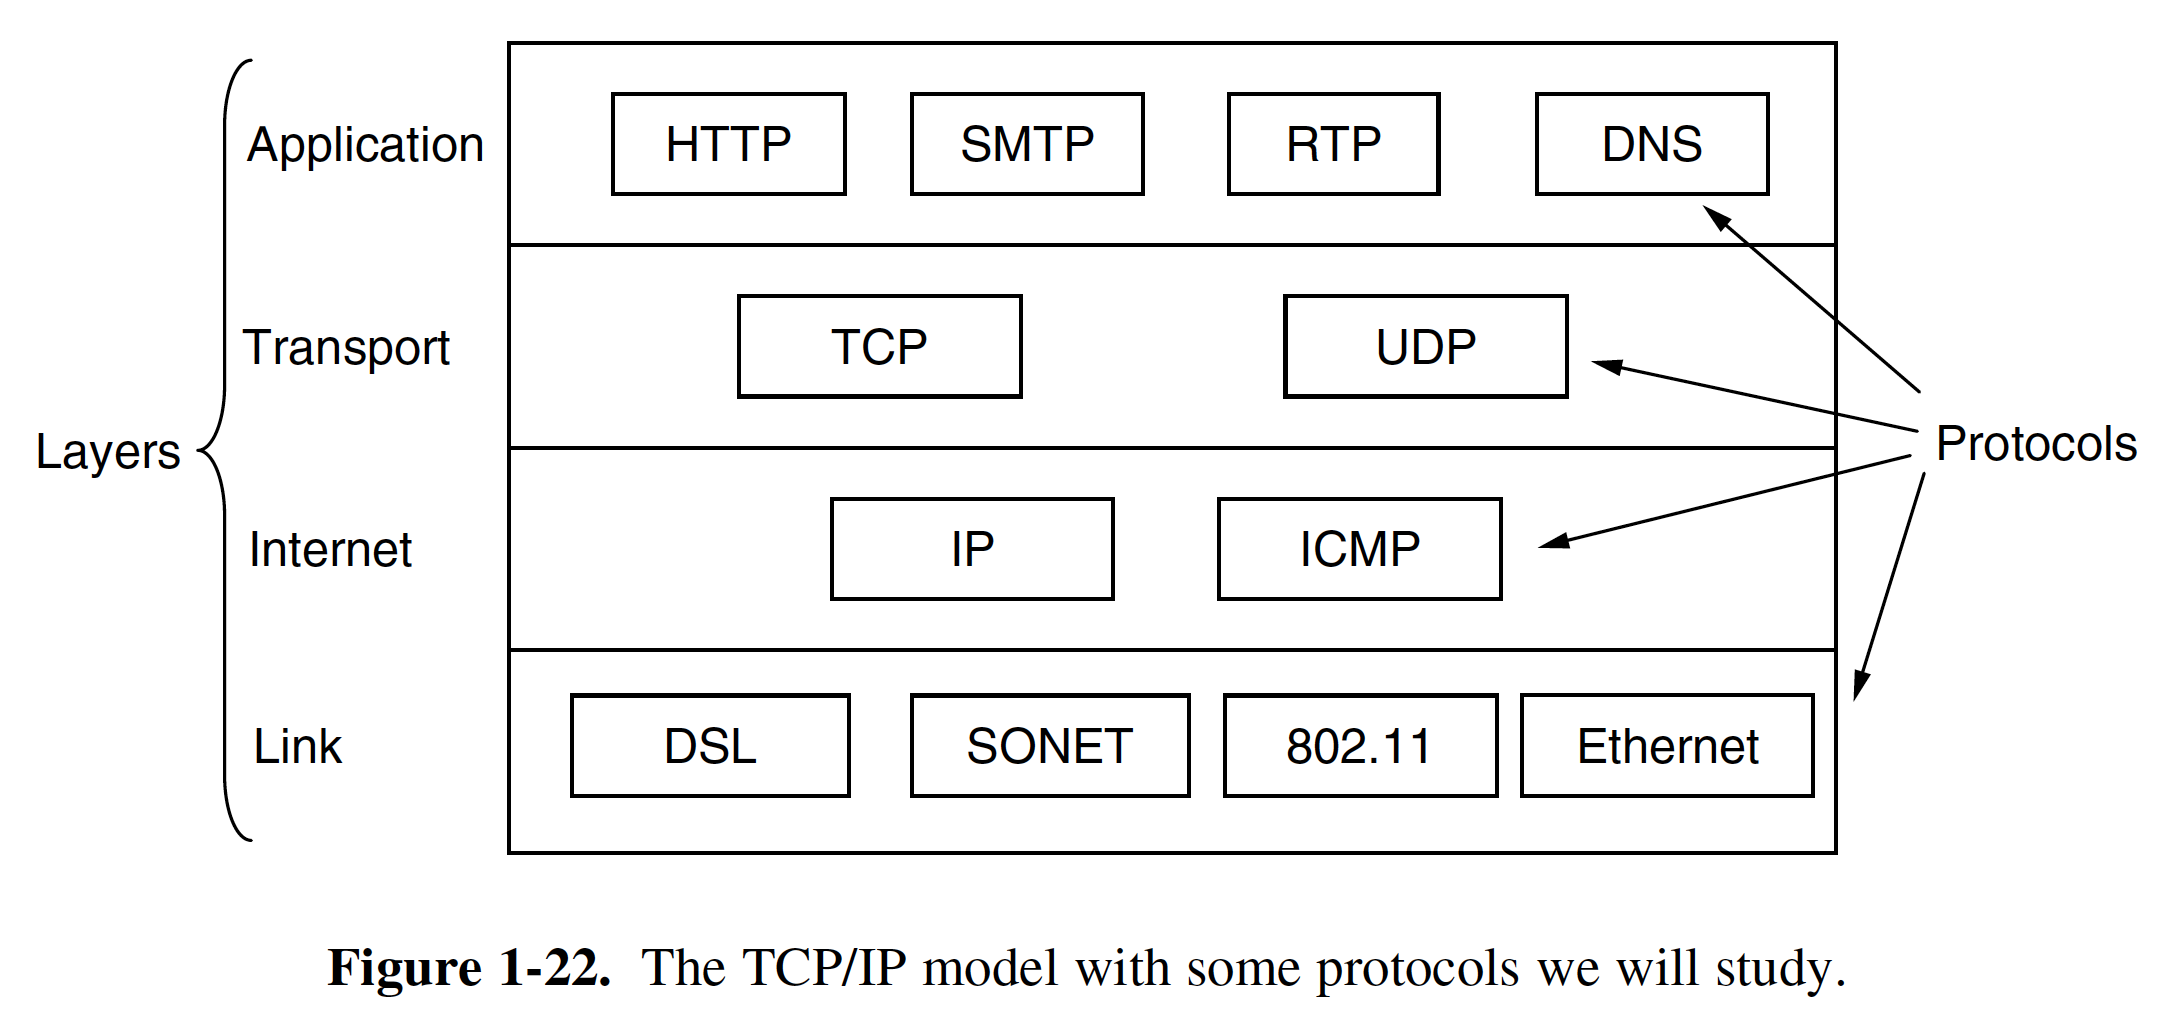 Application HTTP SMTP RTP DNS
Transport TCP UDP
Layers Protocols
Internet IP ICMP
Link DSL SONET 802.11 Ethernet
Figure 1-22. The TCP/IP model with some protocols we will study.